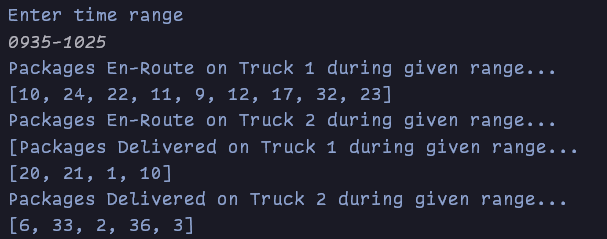 Enter time range
0935-1025
Packages En-Route on Truck 1 during given range...
[10, 24, 22, 11, 9, 12, 17, 32, 23]
Packages En-Route on Truck 2 during given range...
[Packages Delivered on Truck 1 during given range...
[20, 21, 1, 10]
Packages Delivered on Truck 2 during given range...
[6, 33, 2, 36, 3]